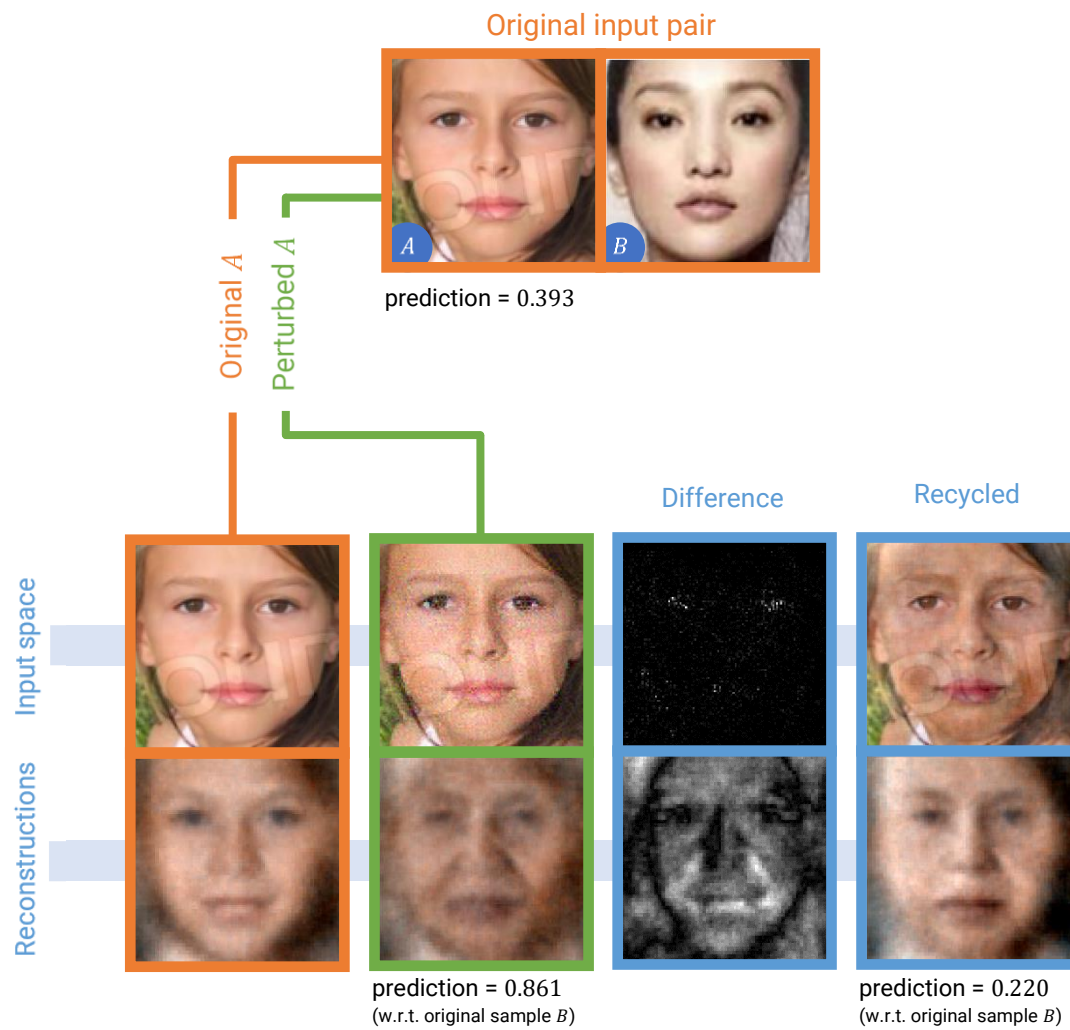 Original input pair
A
B
prediction = 0.393
Original A
Perturbed A
Difference
Recycled
Input space
Reconstructions
prediction = 0.861
(w.r.t. original sample B)
prediction = 0.220
(w.r.t. original sample B)